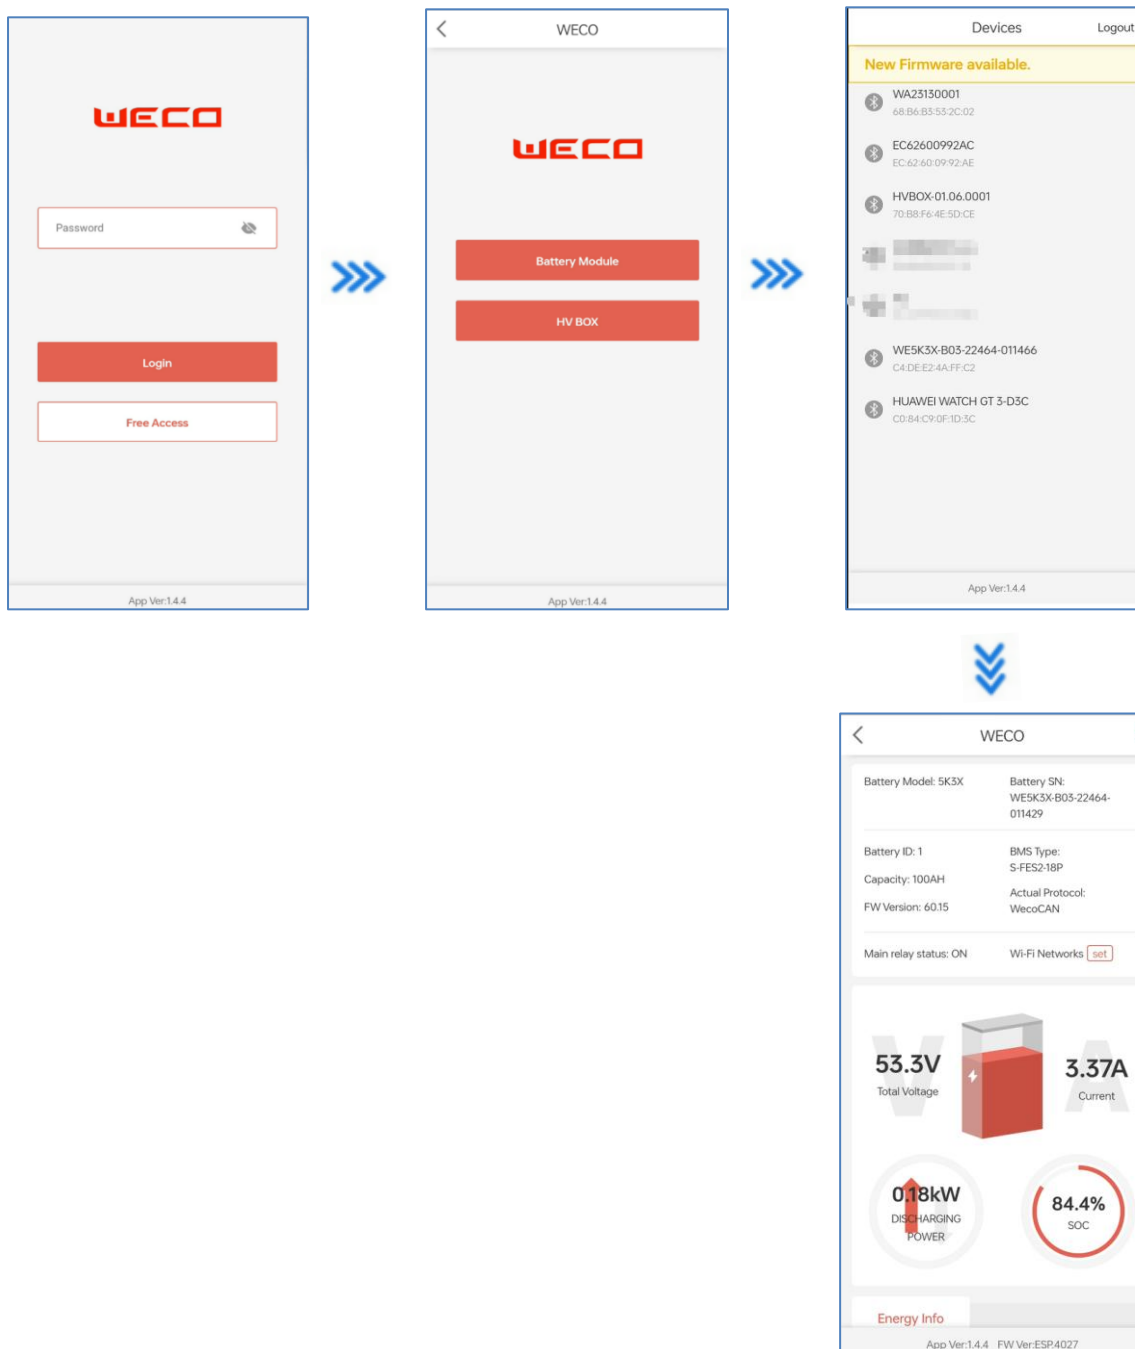 WECO
Password
Login
Free Access
App Ver:1.4.4
WECO
WECO
Battery Module
HV BOX
App Ver:1.4.4
Devices
Logout
New Firmware available.
WA23130001
68:B6:B3:53:2C:02
EC62600992AC
EC:62:60:09:92:AE
HVBOX-01.06.0001
70:B8:F6:4E:5D:CE
WE5K3X-B03-22464-011466
C4:DE:E2:4A:FF:C2
HUAWEI WATCH GT 3-D3C
C0:84:C9:0F:1D:3C
App Ver:1.4.4
WECO
Battery Model: 5K3X
Battery SN:
WE5K3X-B03-22464-
011429
Battery ID: 1
Capacity: 100AH
FW Version: 60.15
BMS Type:
S-FES2-18P
Actual Protocol:
WecoCAN
Main relay status: ON
Wi-Fi Networks set
V
53.3V
Total Voltage
A
3.37A
Current
0.18kW
DISCHARGING
POWER
84.4%
SOC
Energy Info
App Ver:1.4.4 FW Ver:ESP.4027